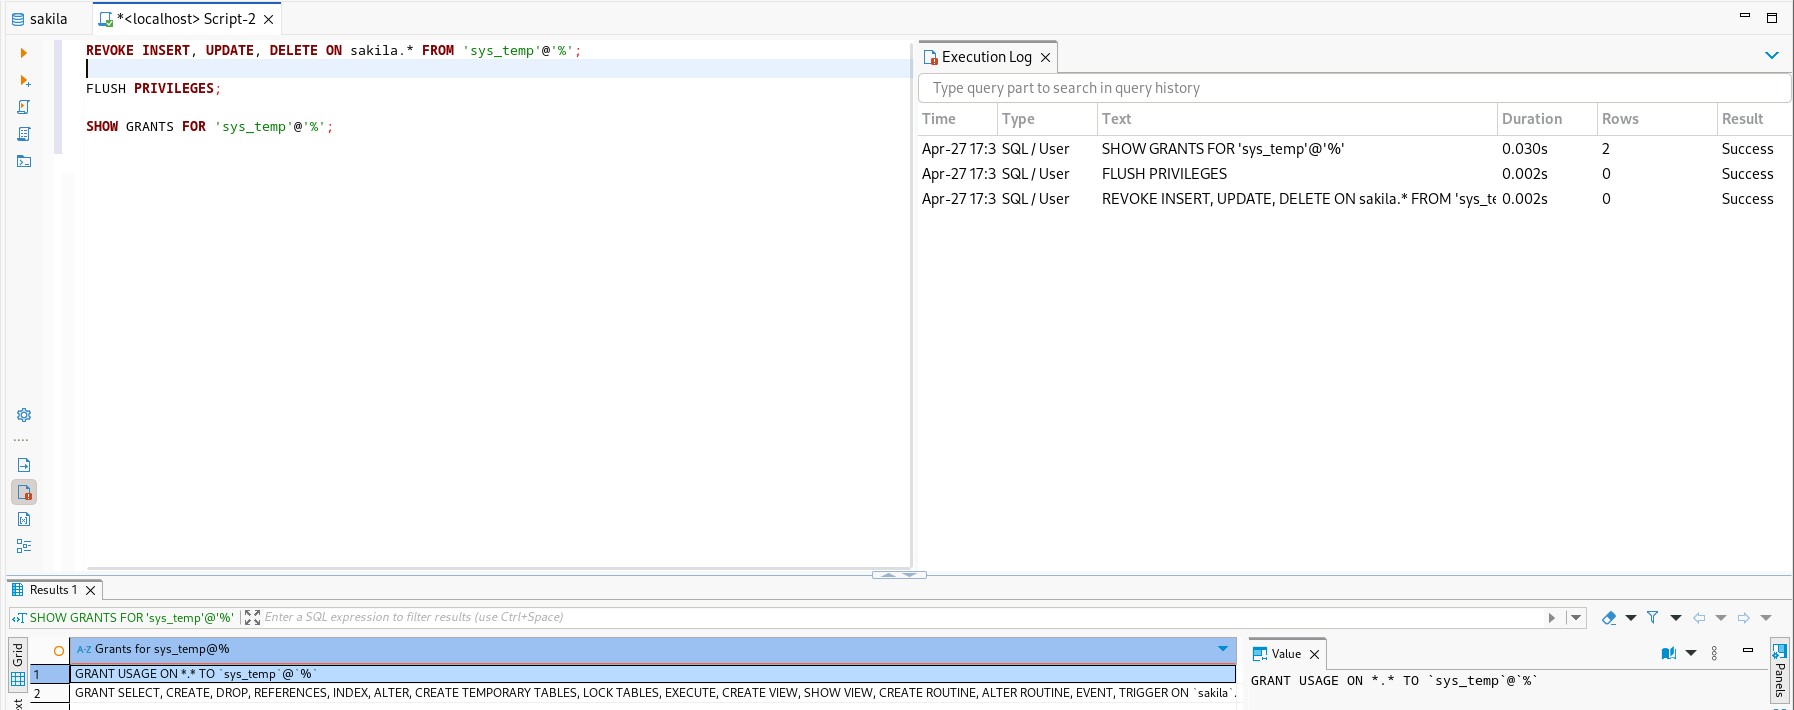 sakila
*<localhost> Script-2
REVOKE INSERT, UPDATE, DELETE ON sakila.* FROM 'sys_temp'@'%';
FLUSH PRIVILEGES;
SHOW GRANTS FOR 'sys_temp'@'%';
Execution Log
Type query part to search in query history
Time Type Text Duration Rows Result
Apr-27 17:3 SQL / User SHOW GRANTS FOR 'sys_temp'@'%' 0.030s 2 Success
Apr-27 17:3 SQL / User FLUSH PRIVILEGES 0.002s 0 Success
Apr-27 17:3 SQL / User REVOKE INSERT, UPDATE, DELETE ON sakila.* FROM 'sys_te 0.002s 0 Success
Results 1
SHOW GRANTS FOR 'sys_temp'@'%' Enter a SQL expression to filter results (use Ctrl+Space)
Grid
A-Z Grants for sys_temp@%
1 GRANT USAGE ON *.* TO `sys_temp`@`%`
2 GRANT SELECT, CREATE, DROP, REFERENCES, INDEX, ALTER, CREATE TEMPORARY TABLES, LOCK TABLES, EXECUTE, CREATE VIEW, SHOW VIEW, CREATE ROUTINE, ALTER ROUTINE, EVENT, TRIGGER ON `sakila`.
Value
GRANT USAGE ON *.* TO `sys_temp`@`%`
Panels